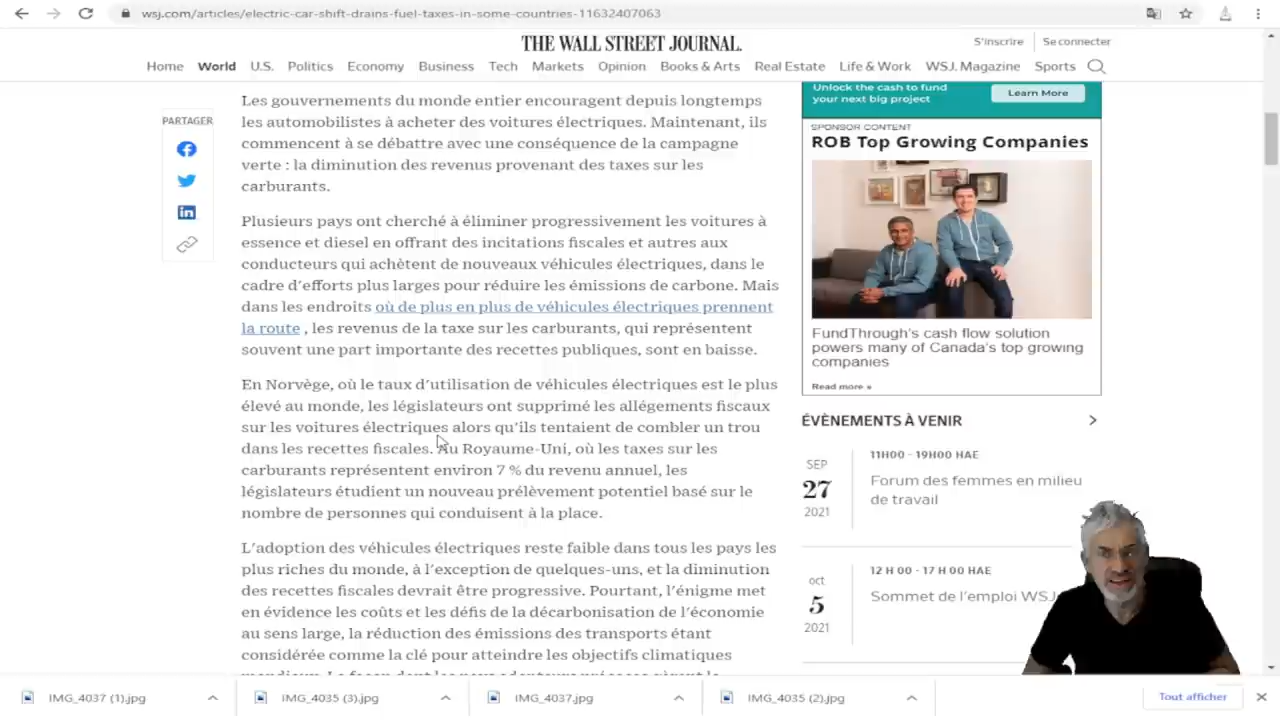 wsj.com/articles/electric-car-shift-drains-fuel-taxes-in-some-countries-11632407063
THE WALL STREET JOURNAL.
S'inscrire
Se connecter
Home World U.S. Politics Economy Business Tech Markets Opinion Books & Arts Real Estate Life & Work WSJ. Magazine Sports
PARTAGER
Les gouvernements du monde entier encouragent depuis longtemps
les automobilistes à acheter des voitures électriques. Maintenant, ils
commencent à se débattre avec une conséquence de la campagne
verte : la diminution des revenus provenant des taxes sur les
carburants.
Plusieurs pays ont cherché à éliminer progressivement les voitures à
essence et diesel en offrant des incitations fiscales et autres aux
conducteurs qui achètent de nouveaux véhicules électriques, dans le
cadre d'efforts plus larges pour réduire les émissions de carbone. Mais
dans les endroits où de plus en plus de véhicules électriques prennent
la route , les revenus de la taxe sur les carburants, qui représentent
souvent une part importante des recettes publiques, sont en baisse.
En Norvège, où le taux d'utilisation de véhicules électriques est le plus
élevé au monde, les législateurs ont supprimé les allégements fiscaux
sur les voitures électriques alors qu'ils tentaient de combler un trou
dans les recettes fiscales. Au Royaume-Uni, où les taxes sur les
carburants représentent environ 7 % du revenu annuel, les
législateurs étudient un nouveau prélèvement potentiel basé sur le
nombre de personnes qui conduisent à la place.
L'adoption des véhicules électriques reste faible dans tous les pays les
plus riches du monde, à l'exception de quelques-uns, et la diminution
des recettes fiscales devrait être progressive. Pourtant, l'énigme met
en évidence les coûts et les défis de la décarbonisation de l'économie
au sens large, la réduction des émissions des transports étant
considérée comme la clé pour atteindre les objectifs climatiques
Unlock the cash to fund
your next big project
Learn More
SPONSOR CONTENT
ROB Top Growing Companies
FundThrough's cash flow solution
powers many of Canada's top growing
companies
Read more »
ÉVÈNEMENTS À VENIR
SEP
27
2021
11H00 - 19H00 HAE
Forum des femmes en milieu
de travail
oct
5
2021
12 H 00 - 17 H 00 HAE
Sommet de l'emploi WSJ
IMG_4037 (1).jpg
IMG_4035 (3).jpg
IMG_4037.jpg
IMG_4035 (2).jpg
Tout afficher